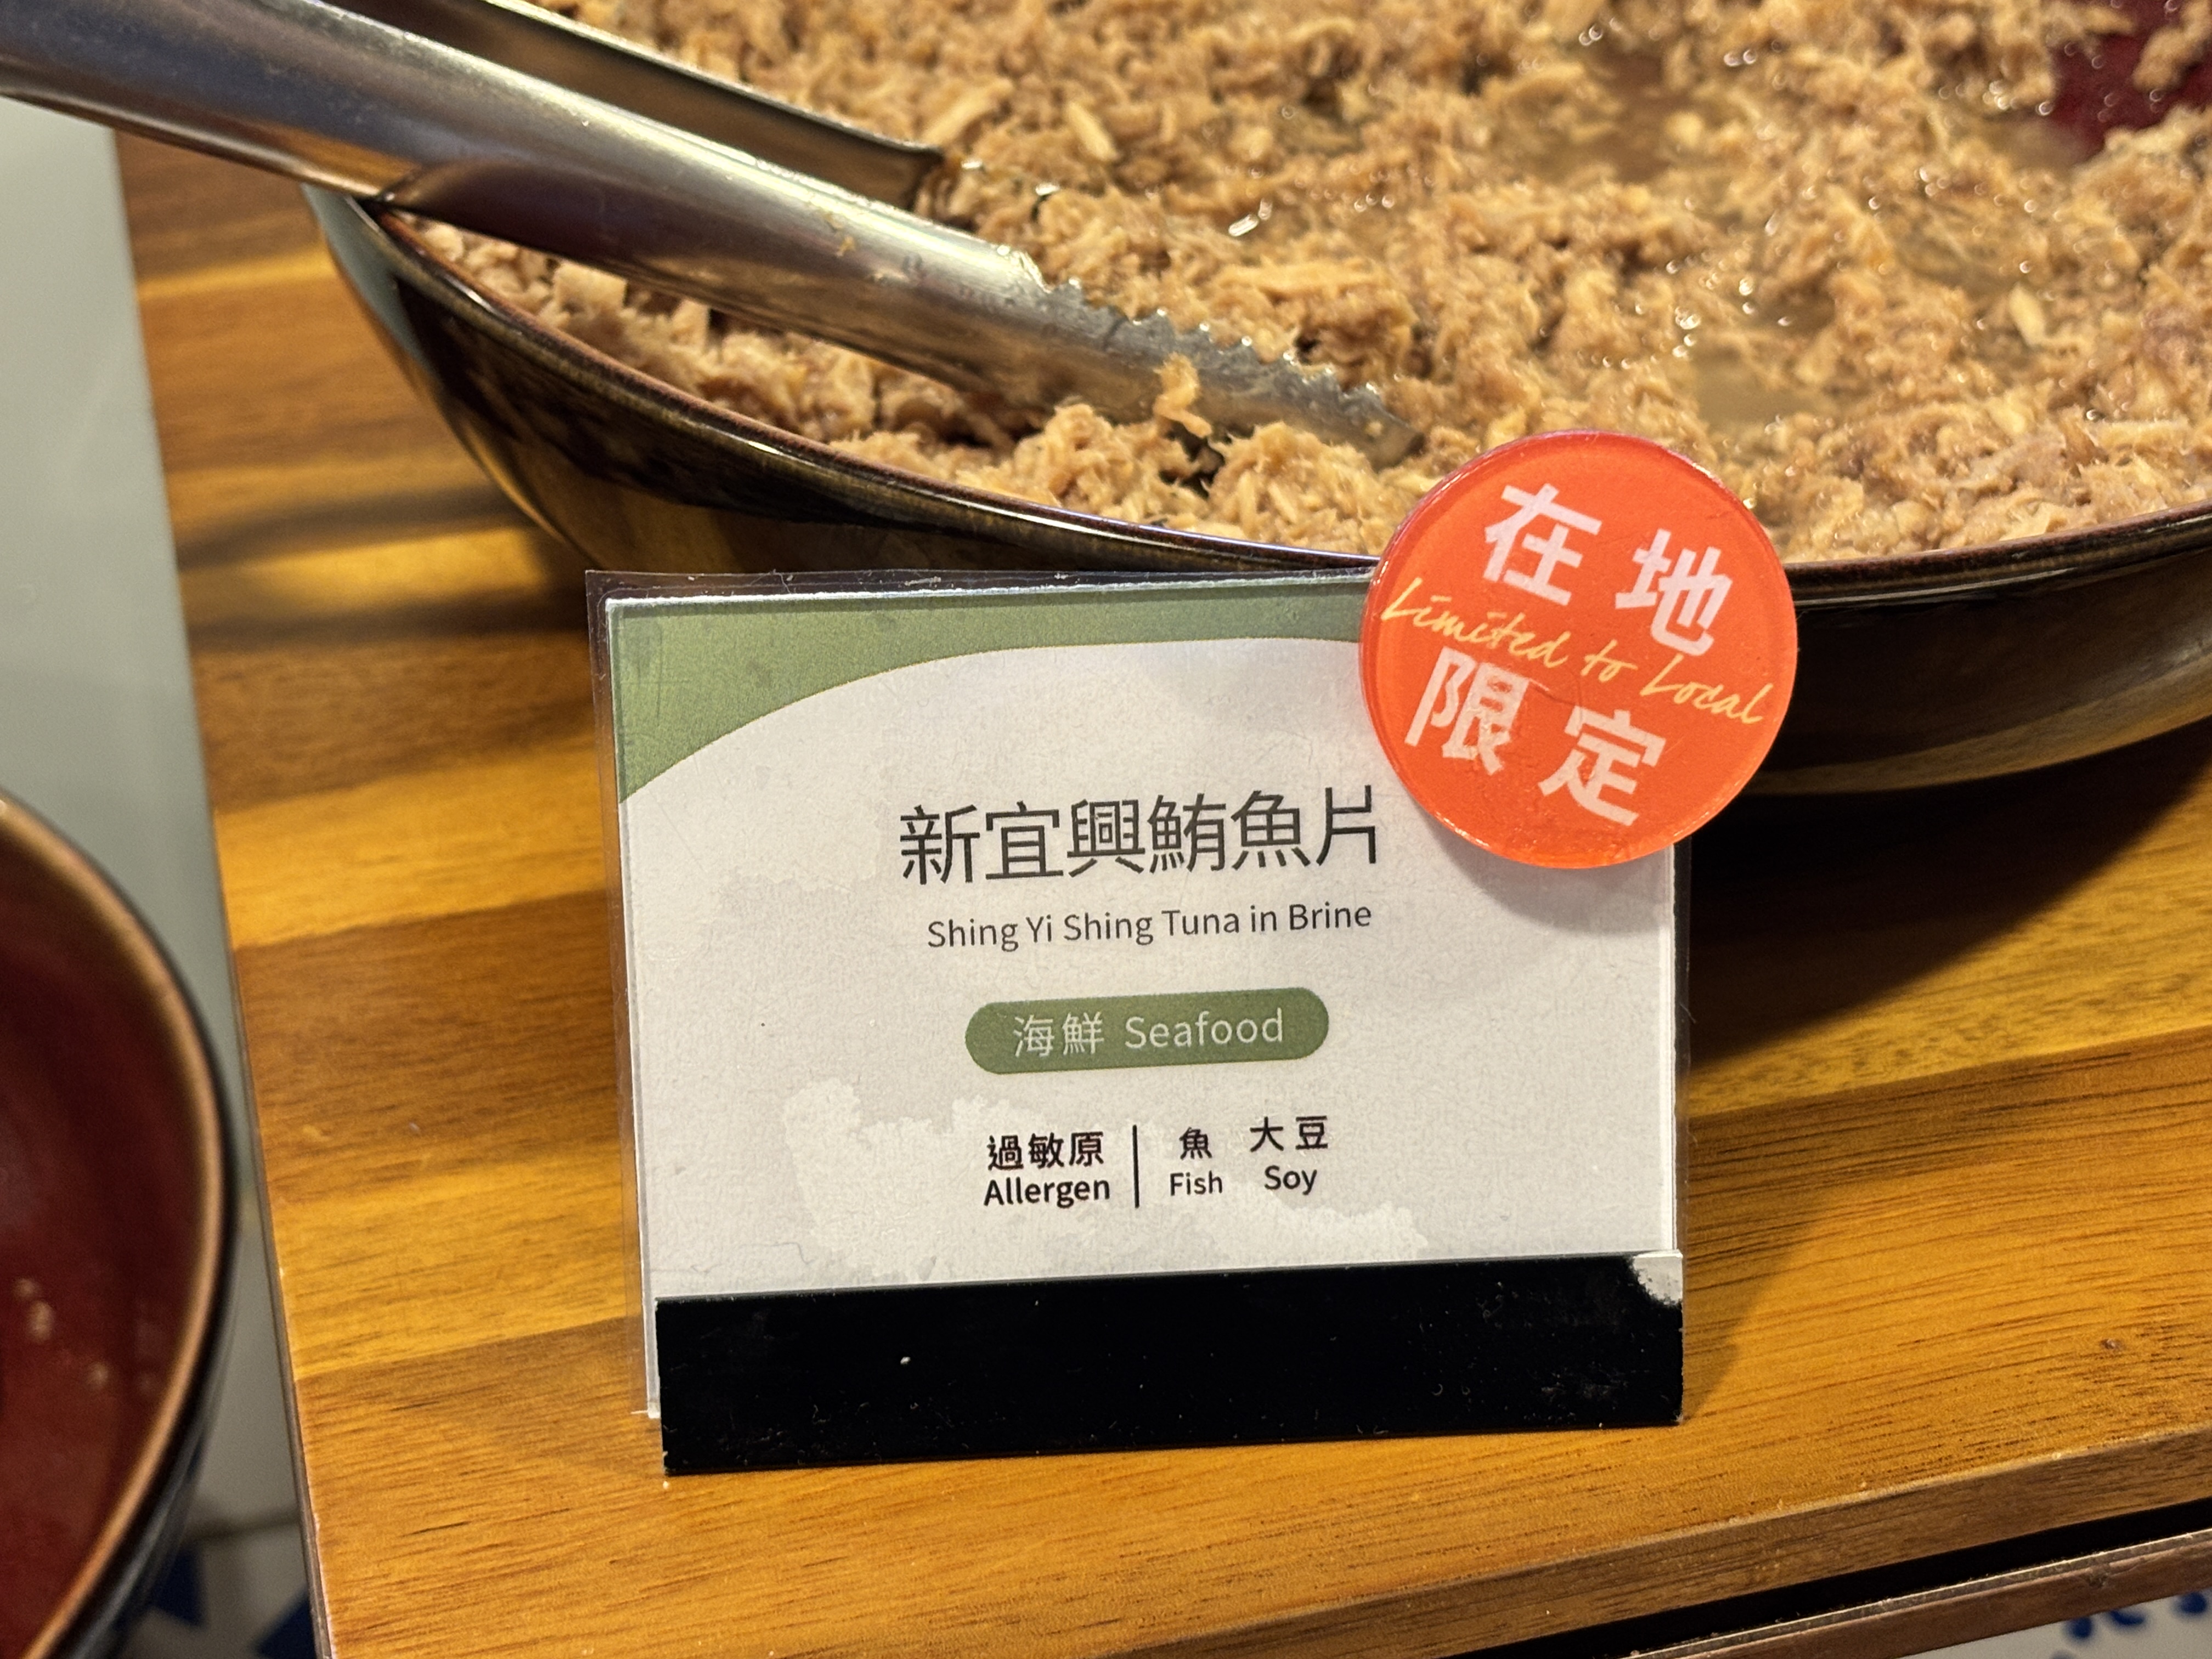 在地
Limited to Local
限定
新宜興鮪魚片
Shing Yi Shing Tuna in Brine
海鮮 Seafood
過敏原 魚 大豆
Allergen Fish Soy